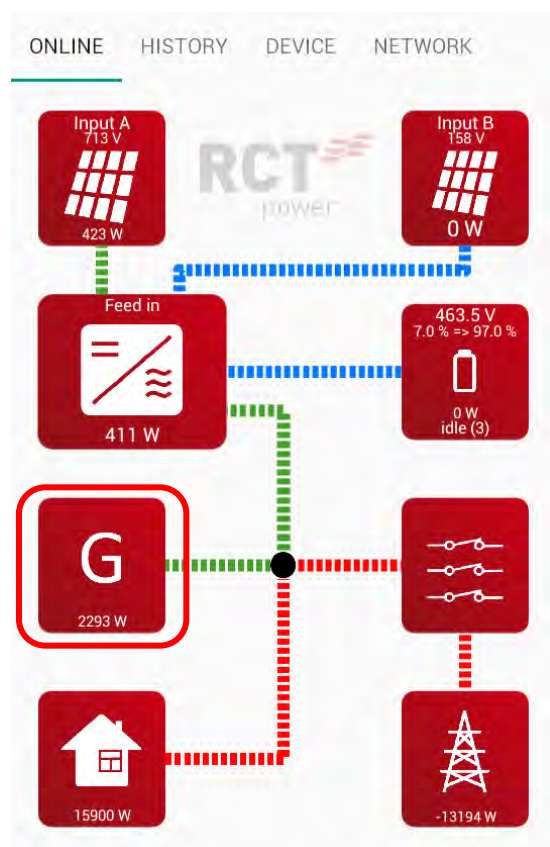 ONLINE HISTORY DEVICE NETWORK
Input A
713 V
423 W
RCT
power
Input B
158 V
0 W
Feed in
411 W
463.5 V
7.0 % => 97.0 %
0 W
idle (3)
G
2293 W
15900 W
-13194 W